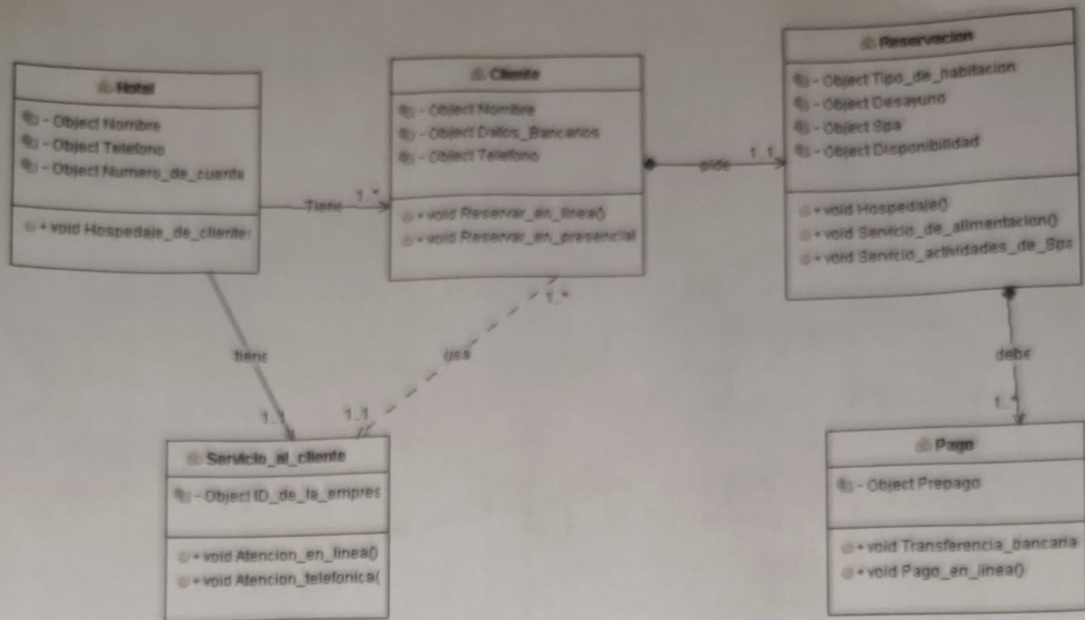 Hotel
- Object Nombre
- Object Telefono
- Object Numero_de_cuenta
+ void Hospedaje_de_cliente
Tiene
1..*
Cliente
- Object Nombre
- Object Datos_Bancarios
- Object Telefono
+ void Reservar_en_linea()
+ void Reservar_en_presencial
pide
1..1
Reservacion
- Object Tipo_de_habitacion
- Object Desayuno
- Object Spa
- Object Disponibilidad
+ void Hospedaje()
+ void Servicio_de_alimentacion()
+ void Servicio_actividades_de_Spa
tiene
1..1
usa
1..*
1..1
debe
1..*
Servicio_al_cliente
- Object ID_de_la_empres
+ void Atencion_en_linea()
+ void Atencion_telefonica(
Pago
- Object Prepago
+ void Transferencia_bancaria
+ void Pago_en_linea()